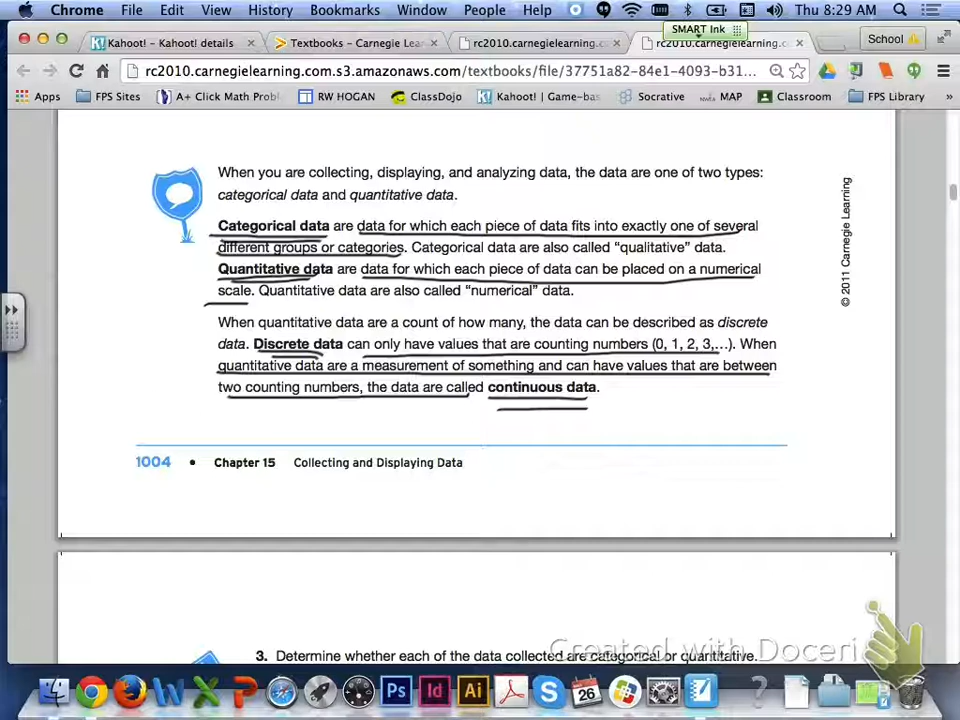 Chrome File Edit View History Bookmarks Window People Help Thu 8:29 AM
SMART Ink
Kahoot! - Kahoot! details Textbooks – Carnegie Lear rc2010.carnegielearning.com rc2010.carnegielearning.com. School
rc2010.carnegielearning.com.s3.amazonaws.com/textbooks/file/37751a82-84e1-4093-b31...
Apps FPS Sites A+ Click Math Probl RW HOGAN ClassDojo Kahoot! | Game-bas Socrative MAP Classroom FPS Library »
When you are collecting, displaying, and analyzing data, the data are one of two types:
categorical data and quantitative data.
Categorical data are data for which each piece of data fits into exactly one of several
different groups or categories. Categorical data are also called “qualitative” data.
Quantitative data are data for which each piece of data can be placed on a numerical
scale. Quantitative data are also called “numerical” data.
When quantitative data are a count of how many, the data can be described as discrete
data. Discrete data can only have values that are counting numbers (0, 1, 2, 3,…). When
quantitative data are a measurement of something and can have values that are between
two counting numbers, the data are called continuous data.
© 2011 Carnegie Learning
1004 • Chapter 15 Collecting and Displaying Data
3. Determine whether each of the data collected are categorical or quantitative.
Created with Doceri
W X P Ps Id Ai S 26 ?